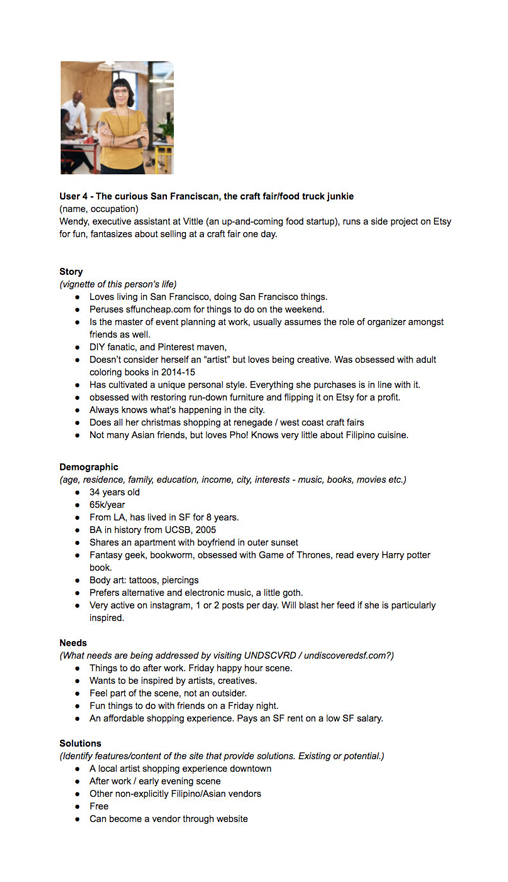 User 4 - The curious San Franciscan, the craft fair/food truck junkie
(name, occupation)
Wendy, executive assistant at Vittle (an up-and-coming food startup), runs a side project on Etsy
for fun, fantasizes about selling at a craft fair one day.
Story
(vignette of this person's life)
● Loves living in San Francisco, doing San Francisco things.
● Peruses sffuncheap.com for things to do on the weekend.
● Is the master of event planning at work, usually assumes the role of organizer amongst
friends as well.
● DIY fanatic, and Pinterest maven,
● Doesn't consider herself an "artist" but loves being creative. Was obsessed with adult
coloring books in 2014-15
● Has cultivated a unique personal style. Everything she purchases is in line with it.
● obsessed with restoring run-down furniture and flipping it on Etsy for a profit.
● Always knows what's happening in the city.
● Does all her christmas shopping at renegade / west coast craft fairs
● Not many Asian friends, but loves Pho! Knows very little about Filipino cuisine.
Demographic
(age, residence, family, education, income, city, interests - music, books, movies etc.)
● 34 years old
● 65k/year
● From LA, has lived in SF for 8 years.
● BA in history from UCSB, 2005
● Shares an apartment with boyfriend in outer sunset
● Fantasy geek, bookworm, obsessed with Game of Thrones, read every Harry potter
book.
● Body art: tattoos, piercings
● Prefers alternative and electronic music, a little goth.
● Very active on instagram, 1 or 2 posts per day. Will blast her feed if she is particularly
inspired.
Needs
(What needs are being addressed by visiting UNDSCVRD / undiscoveredsf.com?)
● Things to do after work. Friday happy hour scene.
● Wants to be inspired by artists, creatives.
● Feel part of the scene, not an outsider.
● Fun things to do with friends on a Friday night.
● An affordable shopping experience. Pays an SF rent on a low SF salary.
Solutions
(Identify features/content of the site that provide solutions. Existing or potential.)
● A local artist shopping experience downtown
● After work / early evening scene
● Other non-explicitly Filipino/Asian vendors
● Free
● Can become a vendor through website